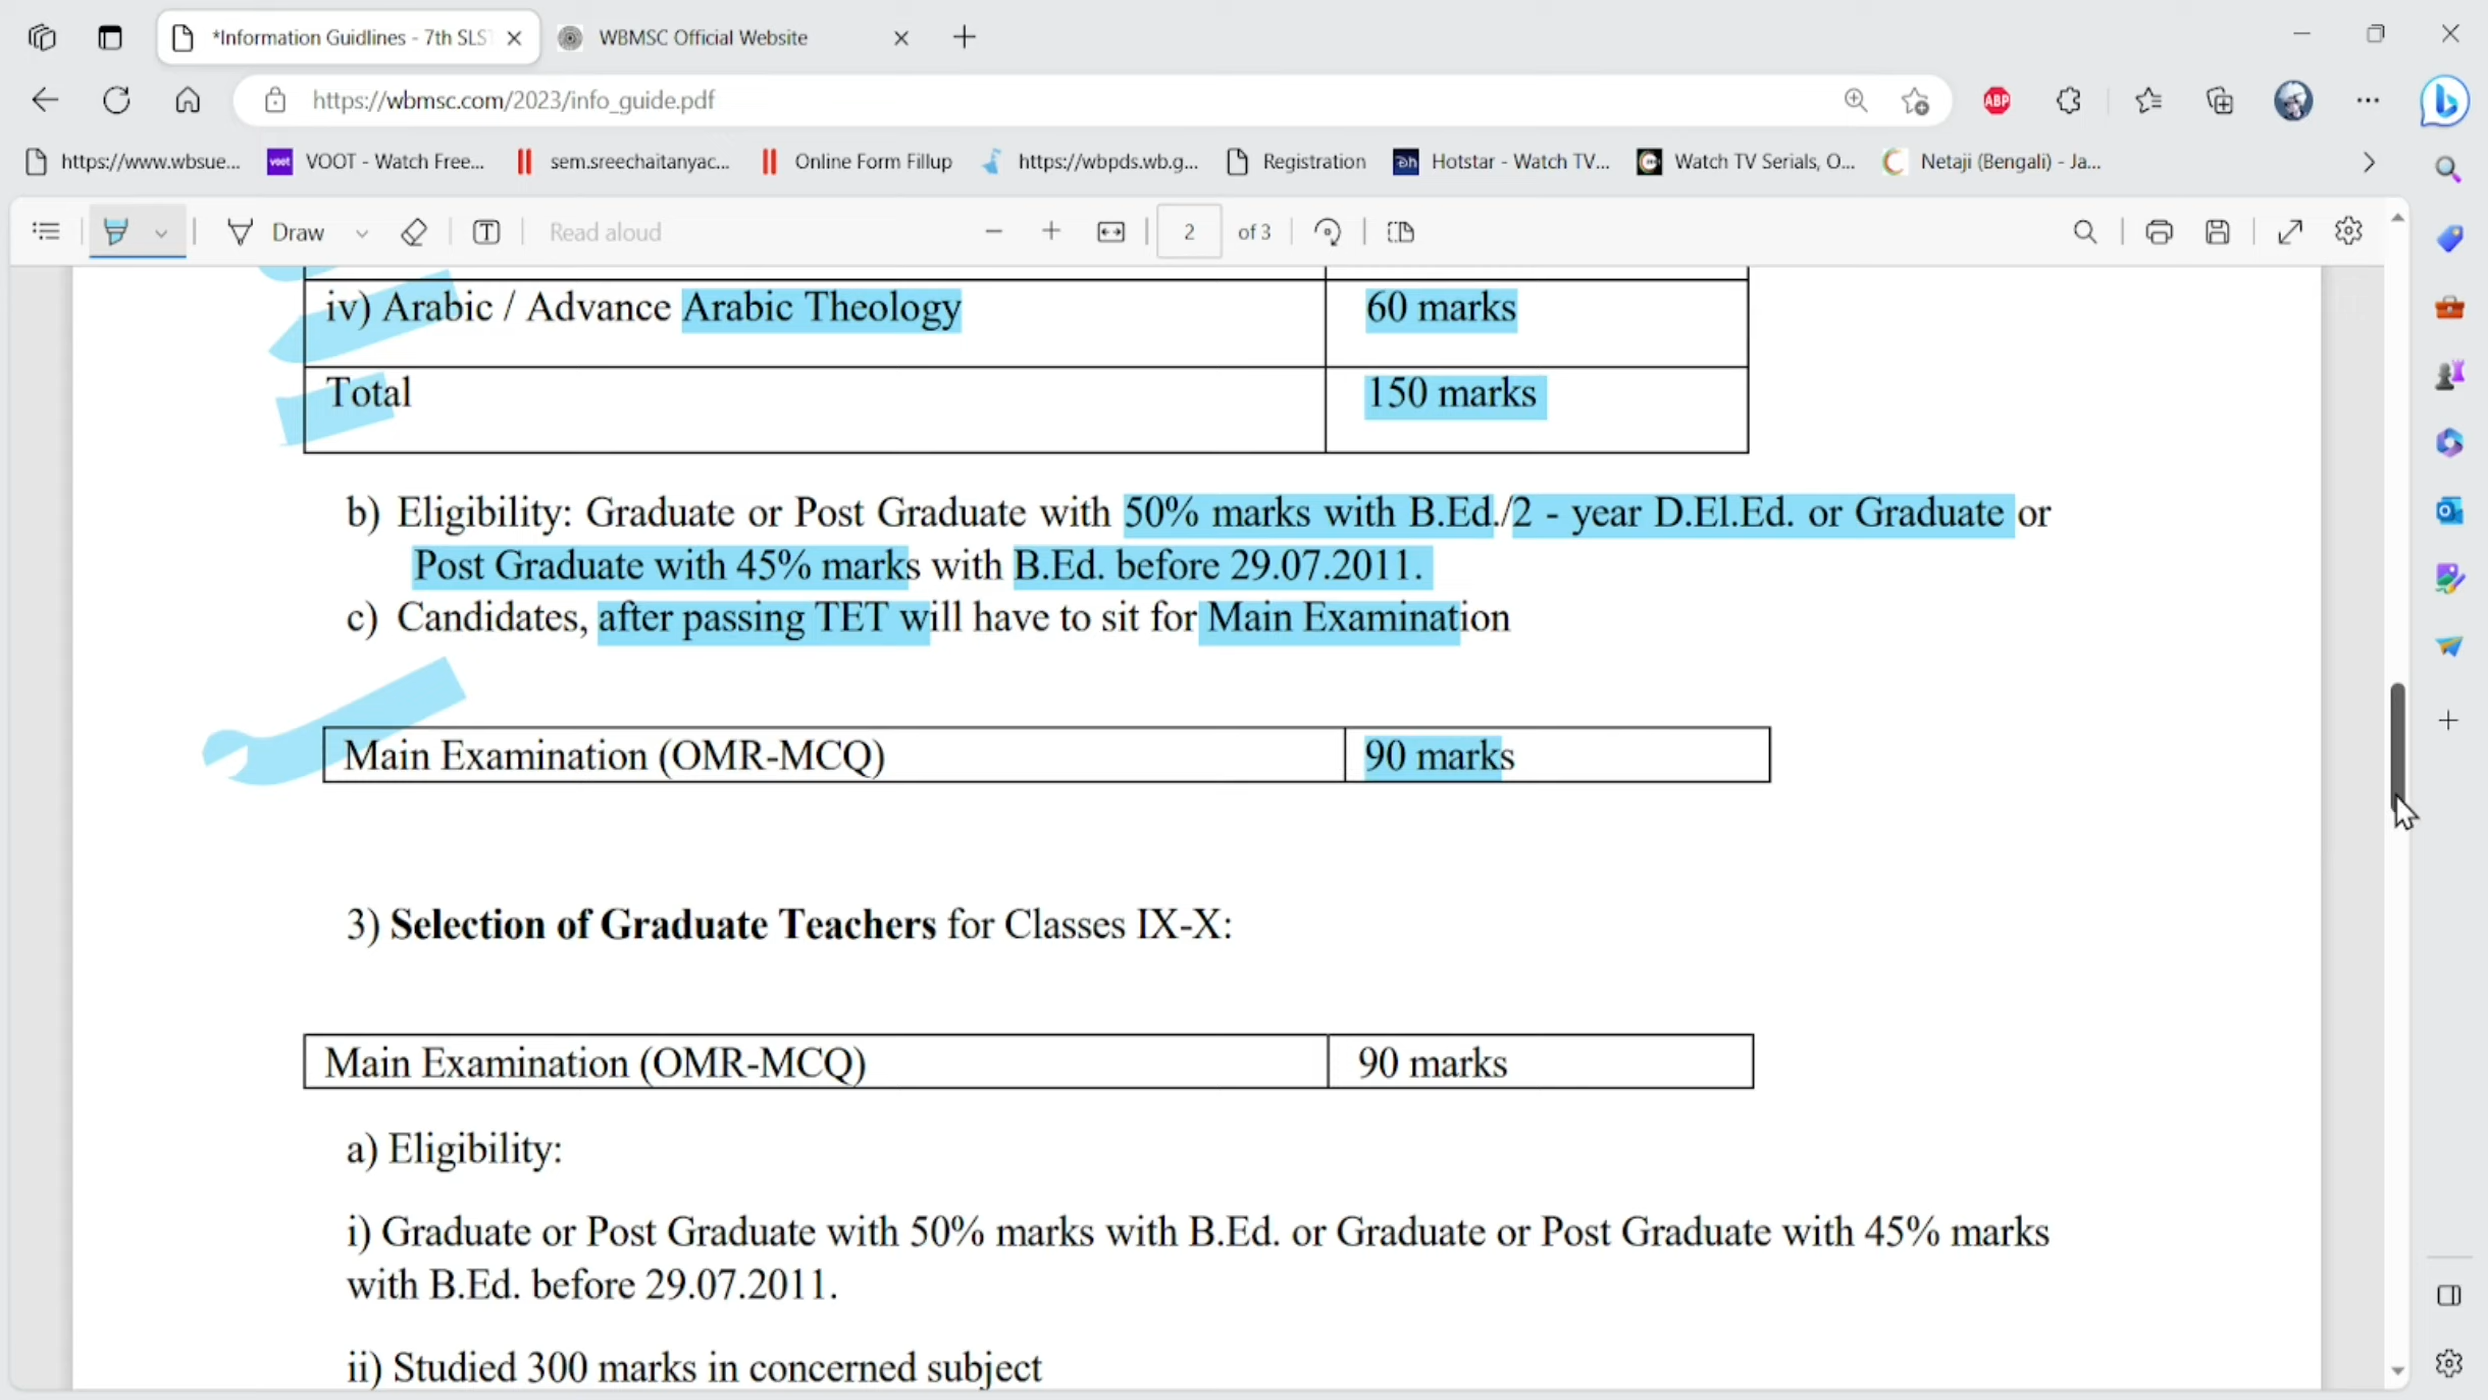 *Information Guidlines - 7th SLS
WBMSC Official Website
https://wbmsc.com/2023/info_guide.pdf
ABP
https://www.wbsue...
voot
VOOT - Watch Free...
sem.sreechaitanyac...
Online Form Fillup
https://wbpds.wb.g...
Registration
Hotstar - Watch TV...
Watch TV Serials, O...
Netaji (Bengali) - Ja...
Draw
Read aloud
2
of 3
iv) Arabic / Advance Arabic Theology 60 marks
Total 150 marks
b) Eligibility: Graduate or Post Graduate with 50% marks with B.Ed./2 - year D.El.Ed. or Graduate or
Post Graduate with 45% marks with B.Ed. before 29.07.2011.
c) Candidates, after passing TET will have to sit for Main Examination
Main Examination (OMR-MCQ) 90 marks
3) Selection of Graduate Teachers for Classes IX-X:
Main Examination (OMR-MCQ) 90 marks
a) Eligibility:
i) Graduate or Post Graduate with 50% marks with B.Ed. or Graduate or Post Graduate with 45% marks
with B.Ed. before 29.07.2011.
ii) Studied 300 marks in concerned subject